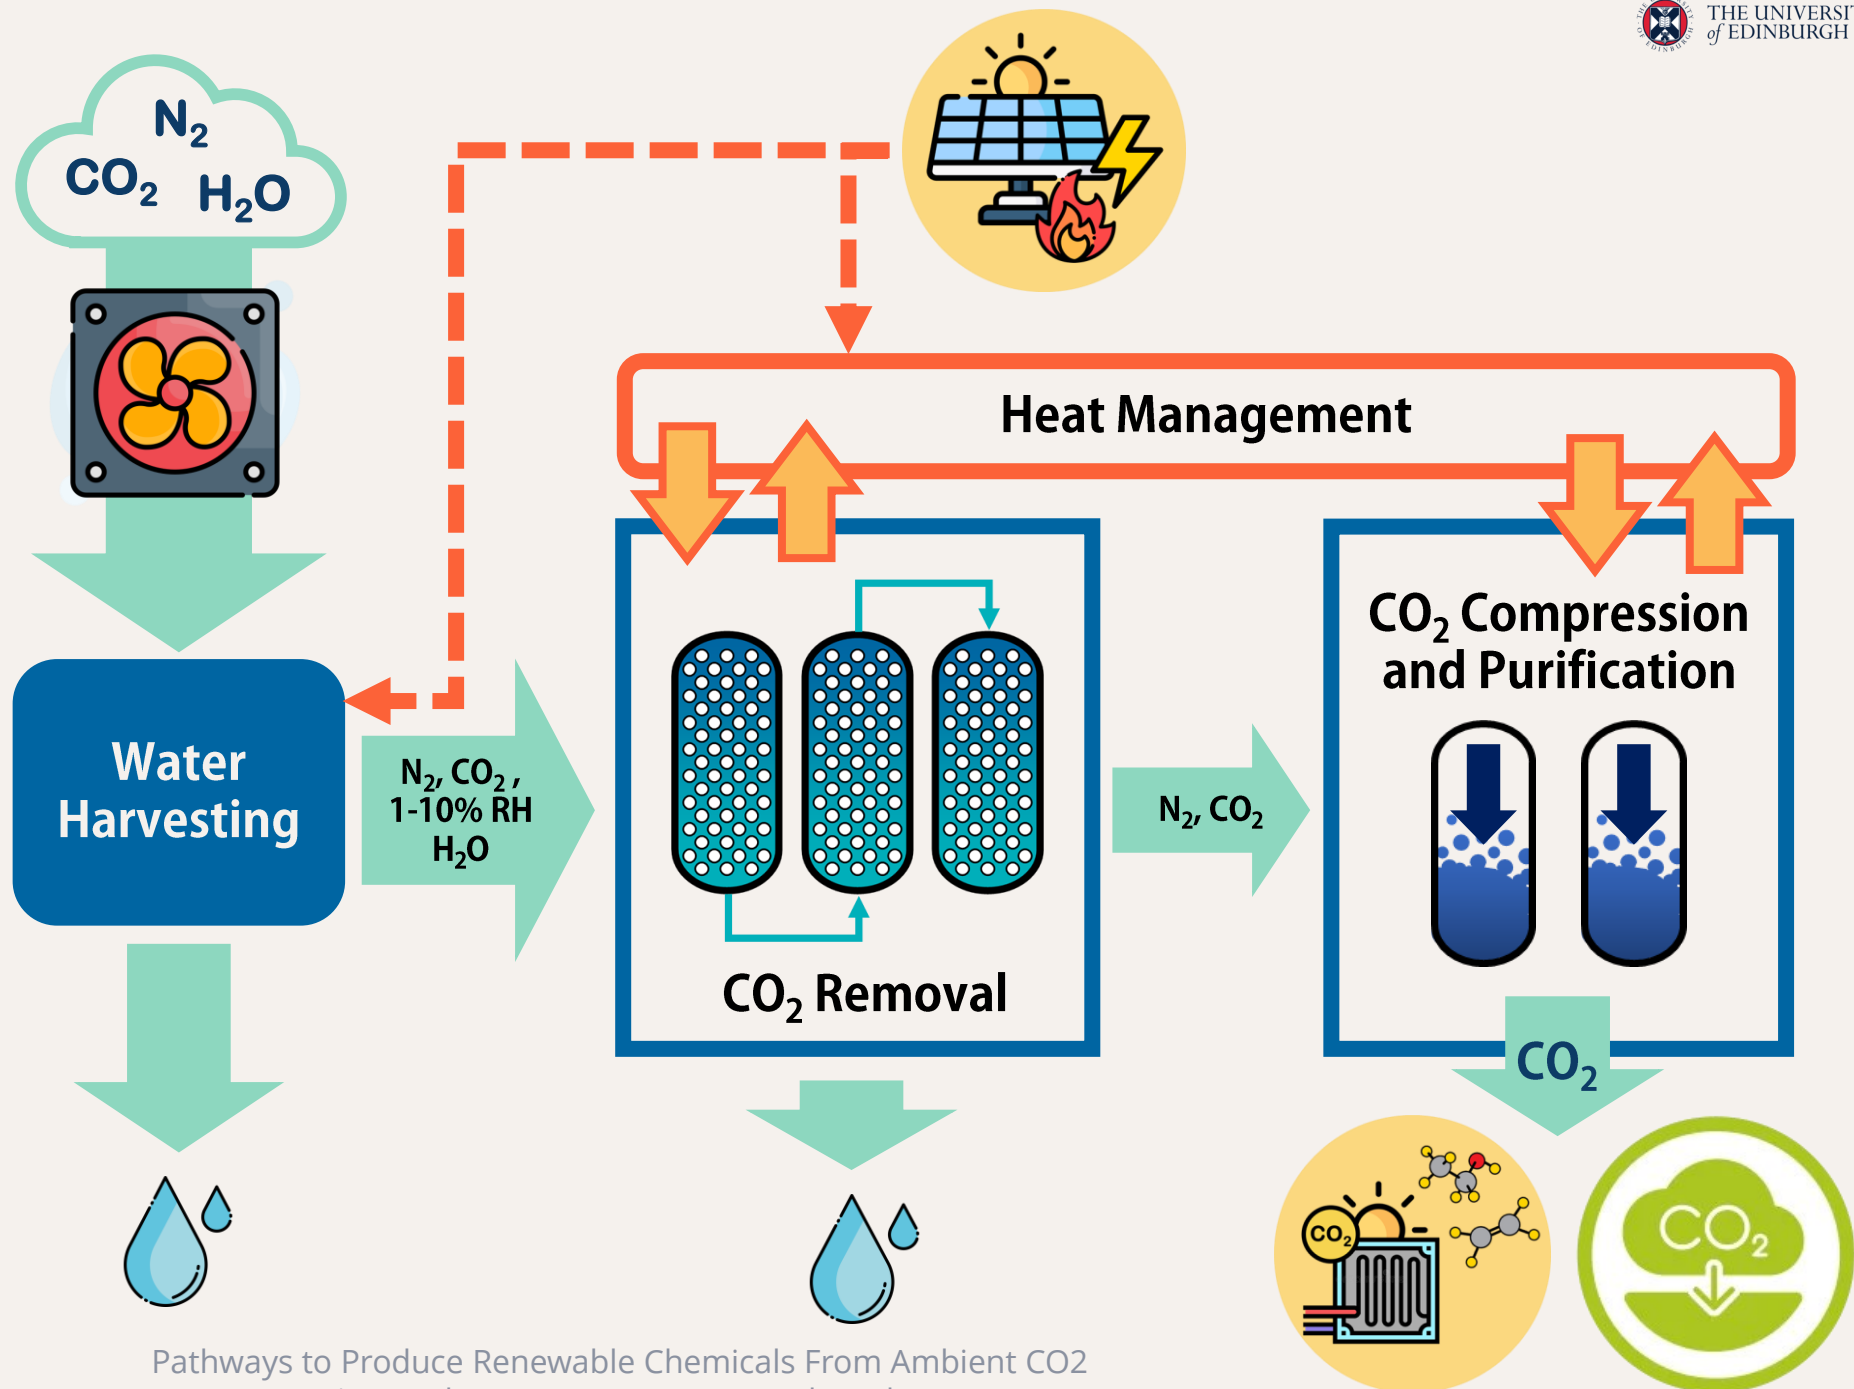 THE UNIVERSI
of EDINBURGH
N₂
CO₂ H₂O
Heat Management
CO₂ Compression
and Purification
Water
Harvesting
N₂, CO₂ ,
1-10% RH
H₂O
N₂, CO₂
CO₂ Removal
CO₂
CO₂
CO₂
Pathways to Produce Renewable Chemicals From Ambient CO2